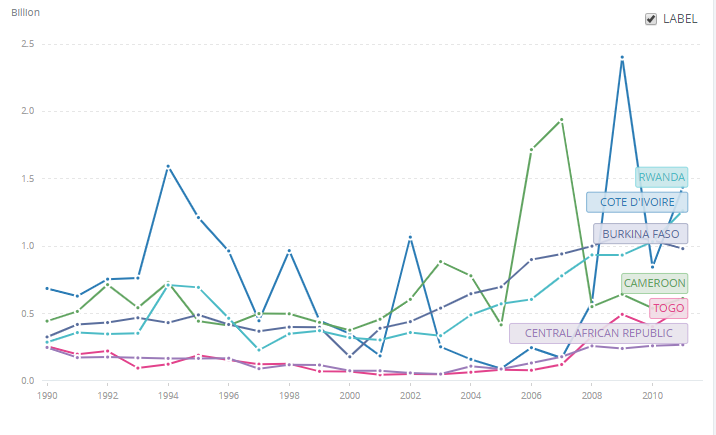 Billion
LABEL
2.5
2.0
1.5
1.0
0.5
0.0
RWANDA
COTE D'IVOIRE
BURKINA FASO
CAMEROON
TOGO
CENTRAL AFRICAN REPUBLIC
1990 1992 1994 1996 1998 2000 2002 2004 2006 2008 2010